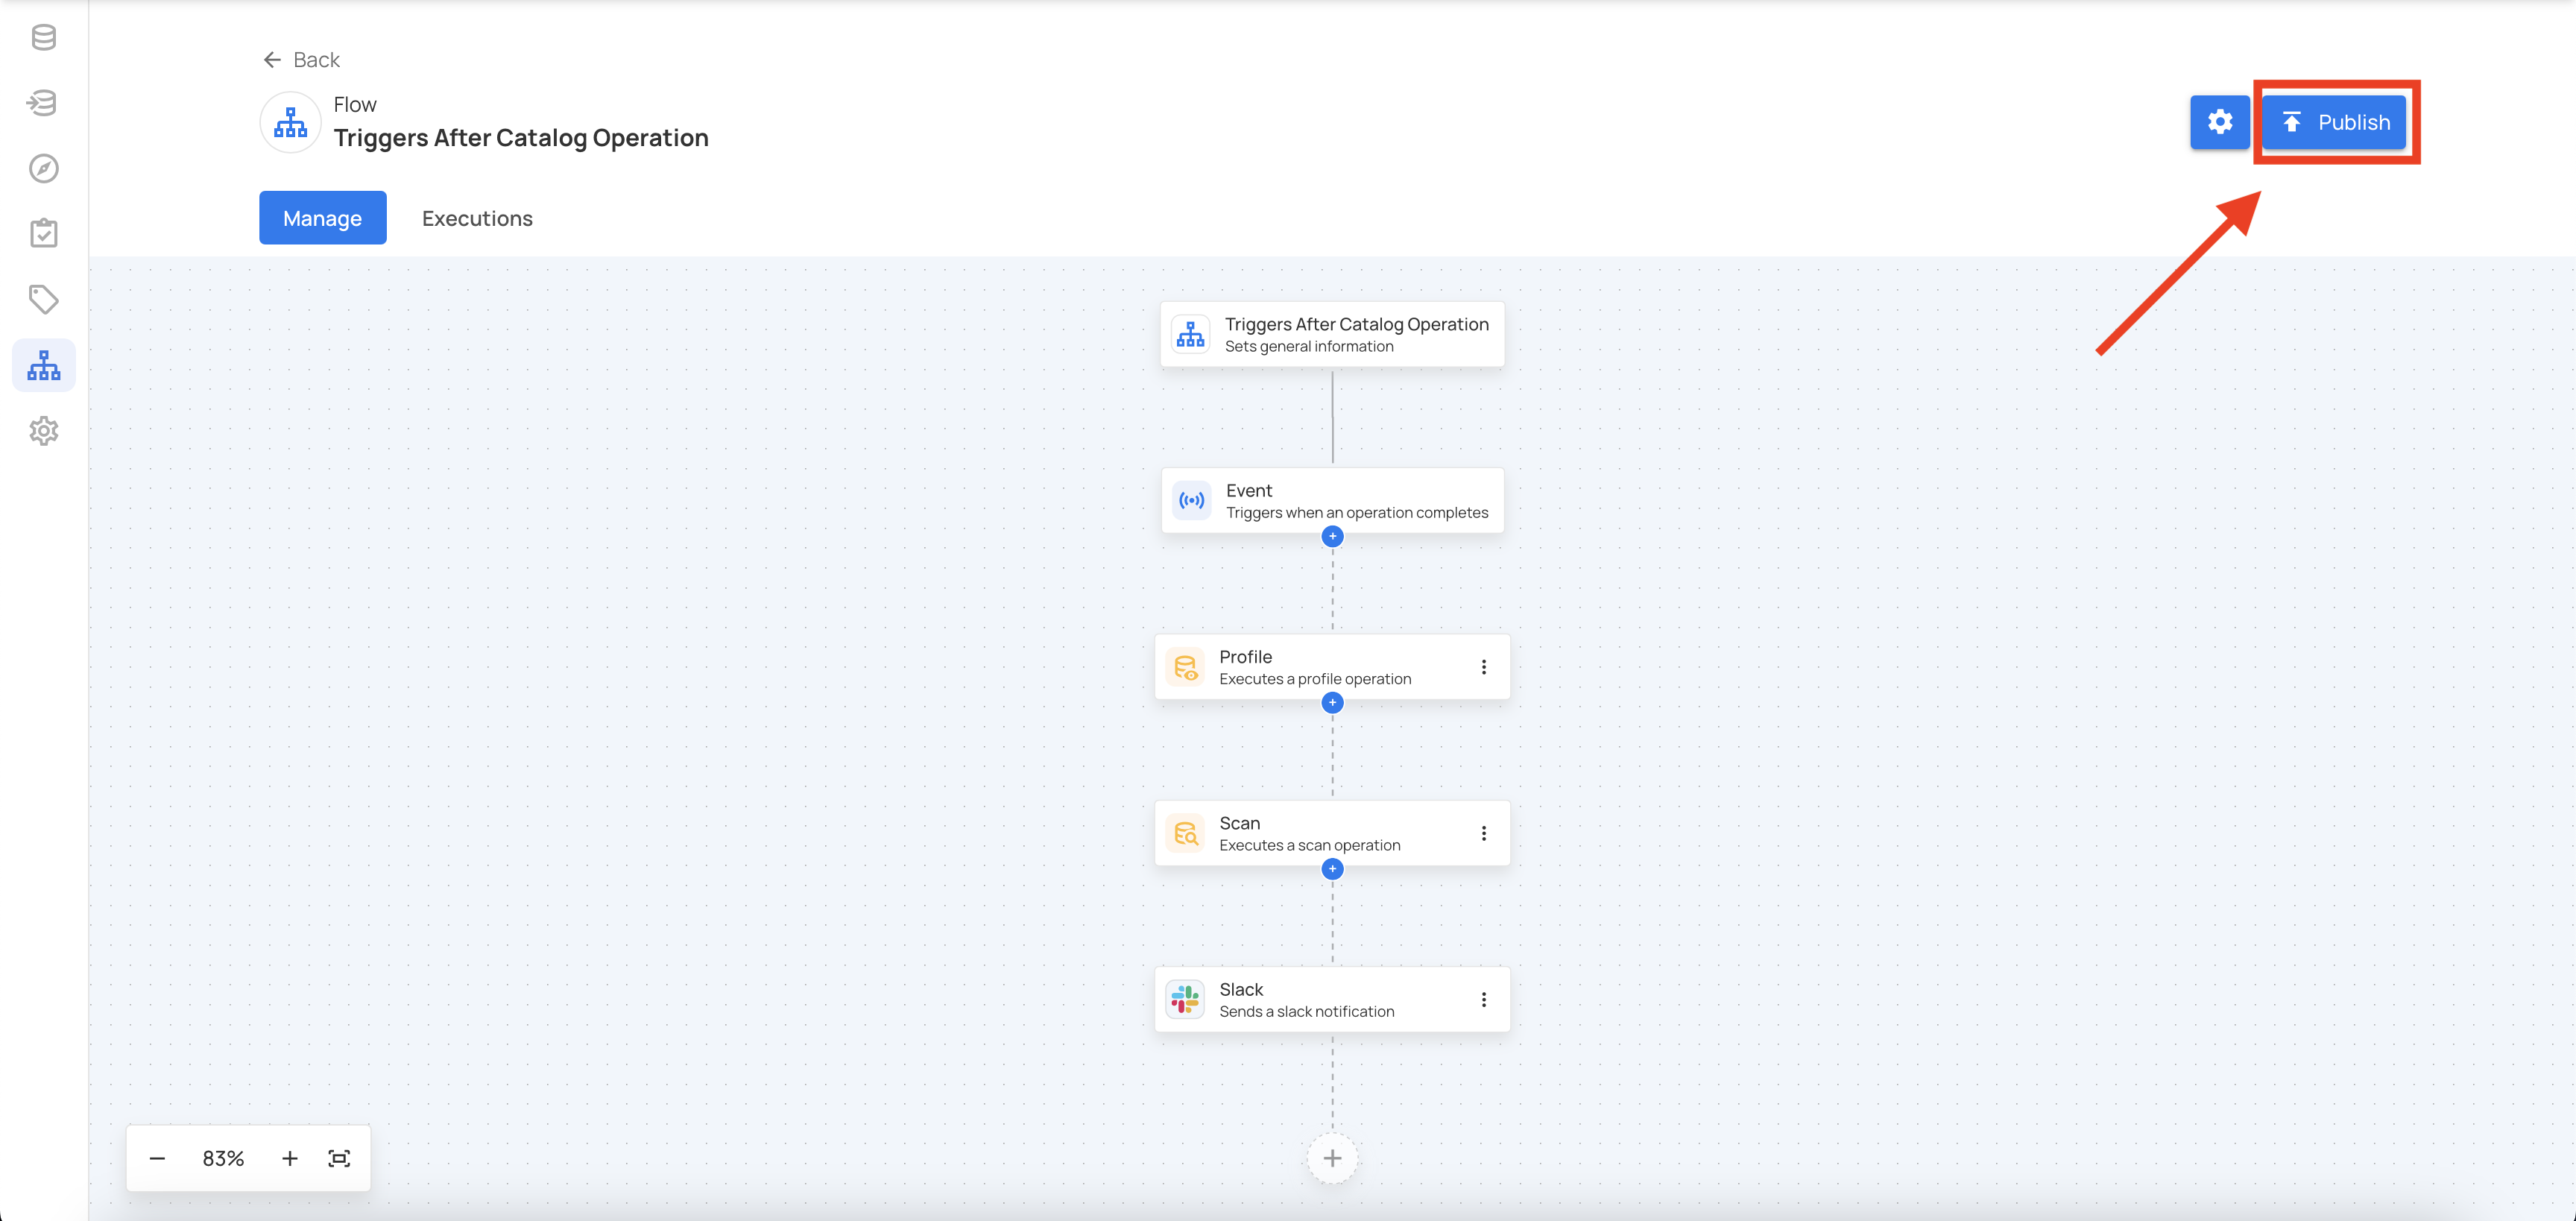 Back
Flow
Triggers After Catalog Operation
Publish
Manage
Executions
Triggers After Catalog Operation
Sets general information
Event
Triggers when an operation completes
Profile
Executes a profile operation
Scan
Executes a scan operation
Slack
Sends a slack notification
83%